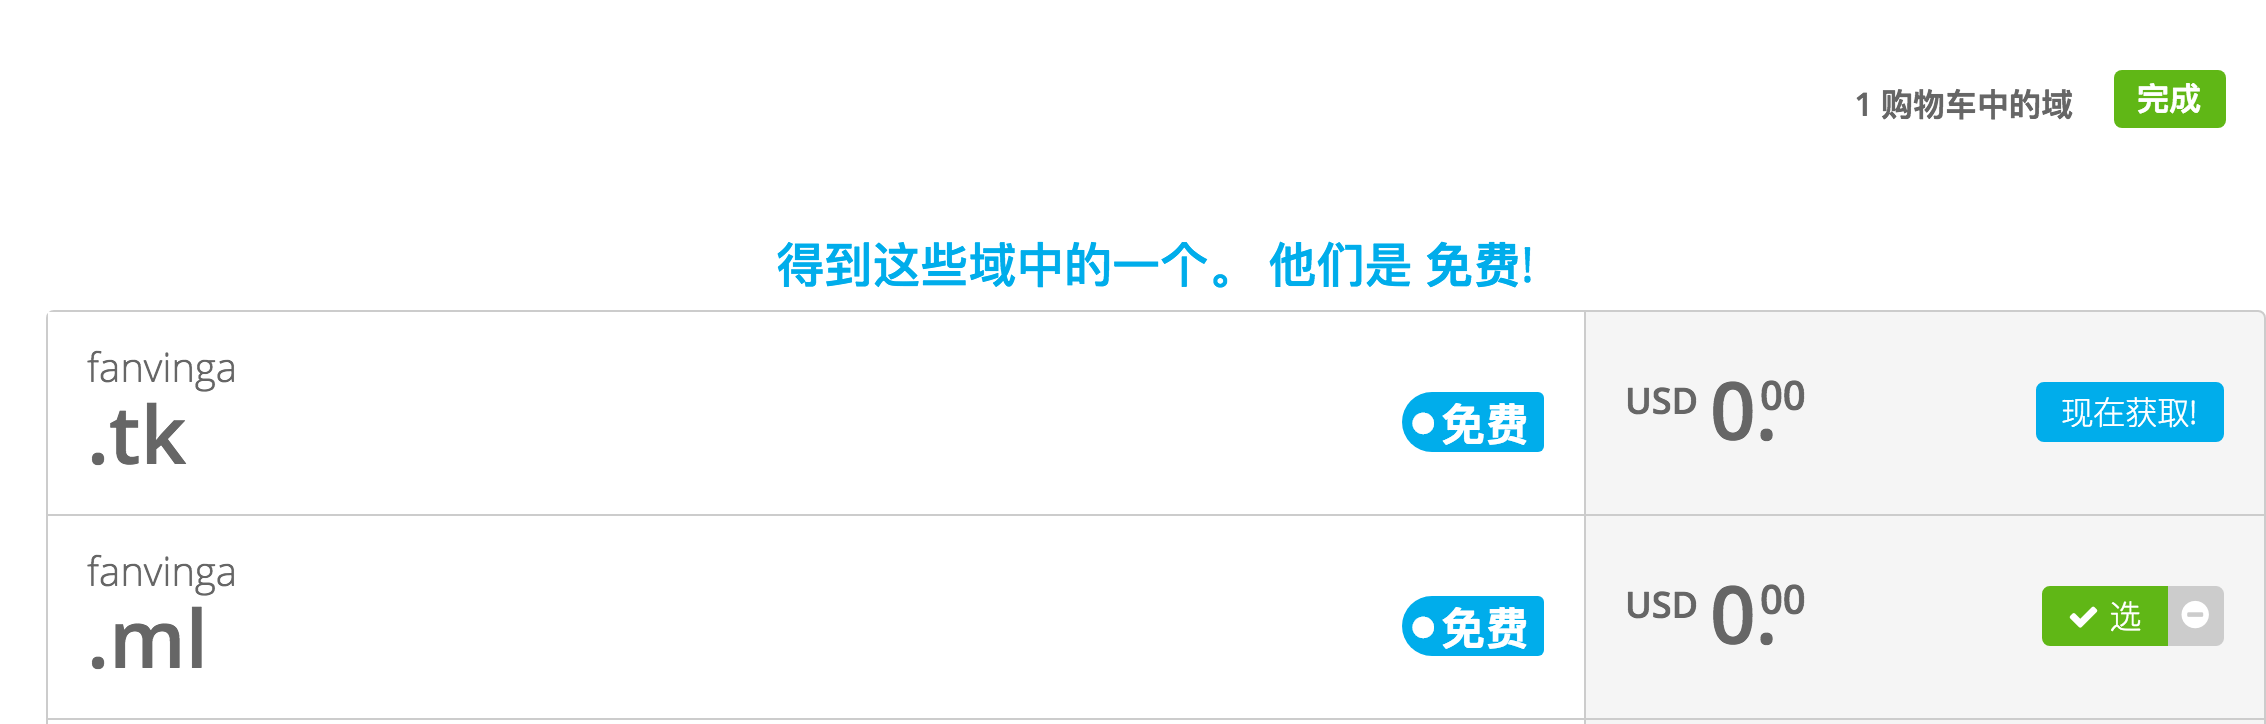 1 购物车中的域 完成
得到这些域中的一个。 他们是 免费!
fanvinga
.tk
免费
USD 0.00
现在获取!
fanvinga
.ml
免费
USD 0.00
选